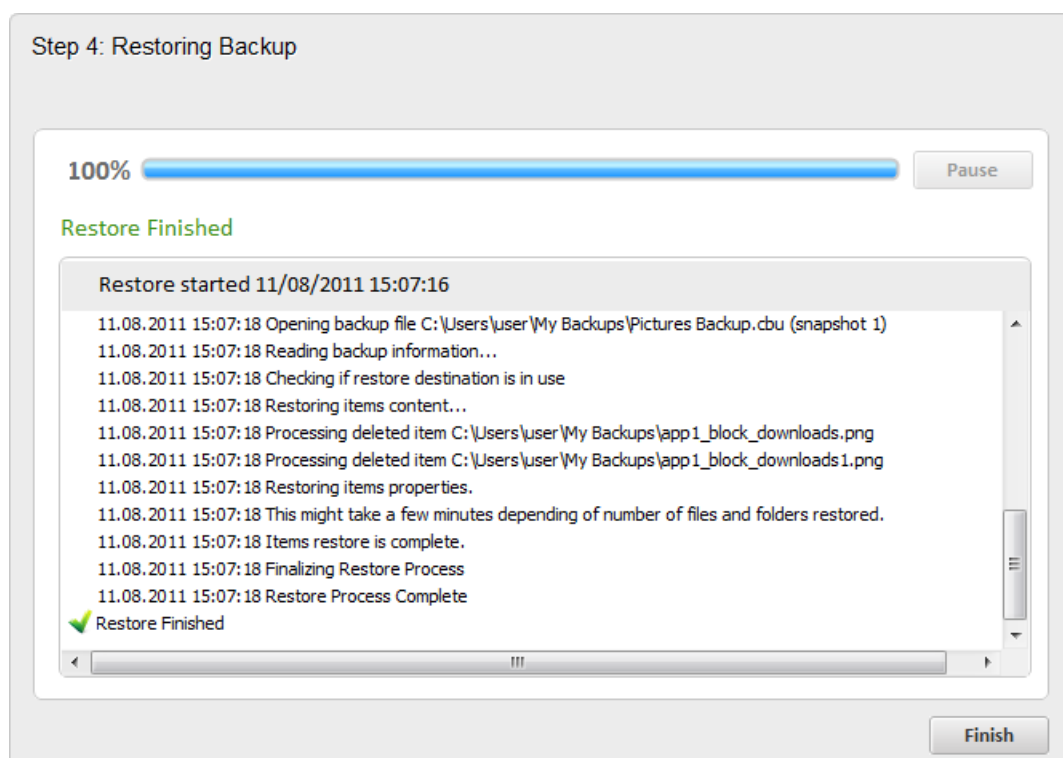 Step 4: Restoring Backup
100%
Pause
Restore Finished
Restore started 11/08/2011 15:07:16
11.08.2011 15:07:18 Opening backup file C:\Users\user\My Backups\Pictures Backup.cbu (snapshot 1)
11.08.2011 15:07:18 Reading backup information...
11.08.2011 15:07:18 Checking if restore destination is in use
11.08.2011 15:07:18 Restoring items content...
11.08.2011 15:07:18 Processing deleted item C:\Users\user\My Backups\app1_block_downloads.png
11.08.2011 15:07:18 Processing deleted item C:\Users\user\My Backups\app1_block_downloads1.png
11.08.2011 15:07:18 Restoring items properties.
11.08.2011 15:07:18 This might take a few minutes depending of number of files and folders restored.
11.08.2011 15:07:18 Items restore is complete.
11.08.2011 15:07:18 Finalizing Restore Process
11.08.2011 15:07:18 Restore Process Complete
Restore Finished
Finish